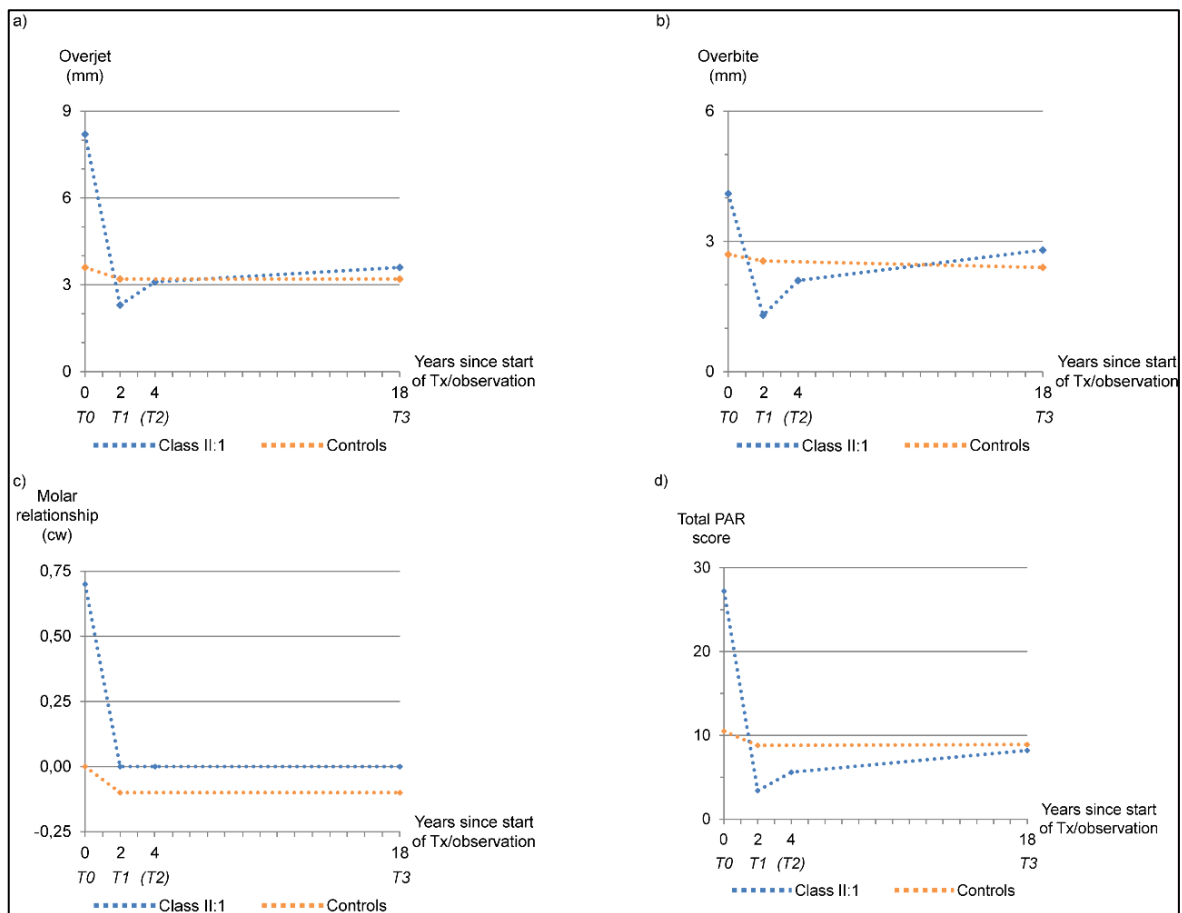 a)
Overjet
(mm)
9
6
3
0
0 2 4 18
T0 T1 (T2) T3
Years since start
of Tx/observation
Class II:1 Controls
b)
Overbite
(mm)
6
3
0
0 2 4 18
T0 T1 (T2) T3
Years since start
of Tx/observation
Class II:1 Controls
c)
Molar
relationship
(cw)
0,75
0,50
0,25
0,00
-0,25
0 2 4 18
T0 T1 (T2) T3
Years since start
of Tx/observation
Class II:1 Controls
d)
Total PAR
score
30
20
10
0
0 2 4 18
T0 T1 (T2) T3
Years since start
of Tx/observation
Class II:1 Controls